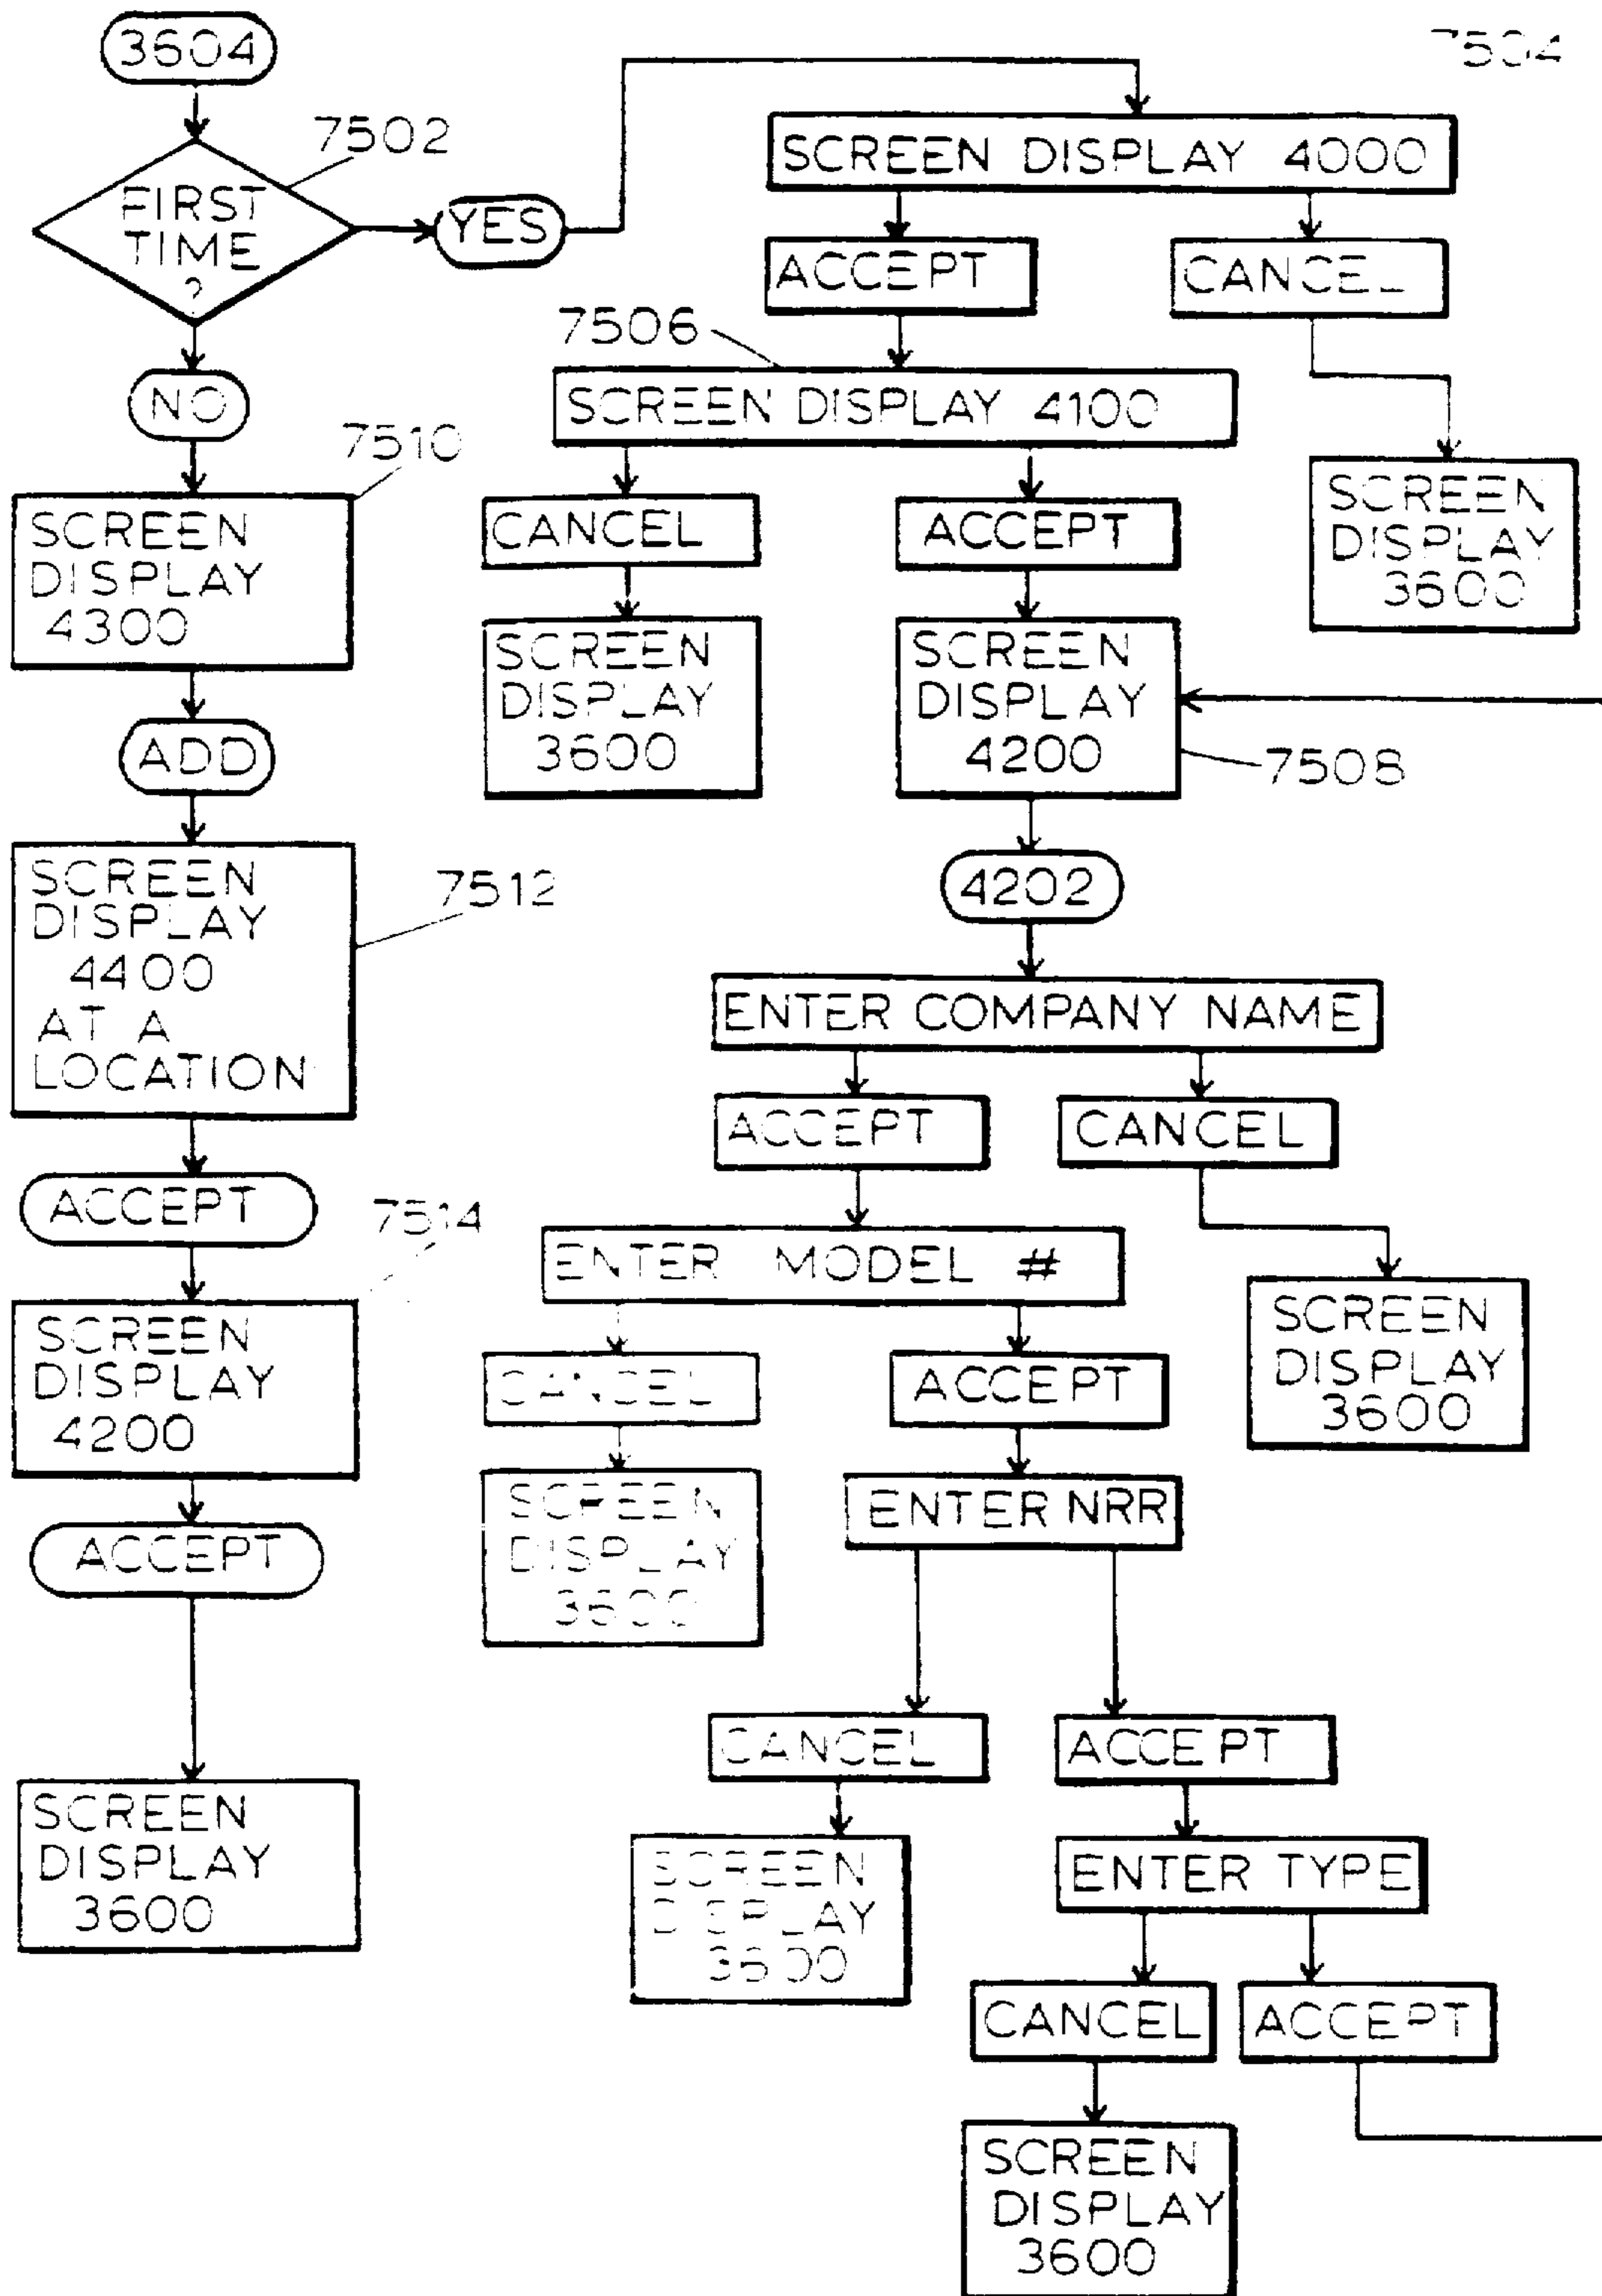 3604
7504
7502
SCREEN DISPLAY 4000
FIRST
TIME
?
YES
ACCEPT
CANCEL
7506
SCREEN DISPLAY 4100
NO
7510
CANCEL
ACCEPT
SCREEN
DISPLAY
3600
SCREEN
DISPLAY
4300
SCREEN
DISPLAY
3600
SCREEN
DISPLAY
4200
7508
ADD
4202
SCREEN
DISPLAY
4400
AT A
LOCATION
7512
ENTER COMPANY NAME
ACCEPT
CANCEL
ACCEPT
7514
ENTER MODEL #
SCREEN
DISPLAY
3600
SCREEN
DISPLAY
4200
CANCEL
ACCEPT
SCREEN
DISPLAY
3600
ENTER NRR
ACCEPT
CANCEL
ACCEPT
SCREEN
DISPLAY
3600
SCREEN
DISPLAY
3600
ENTER TYPE
CANCEL
ACCEPT
SCREEN
DISPLAY
3600